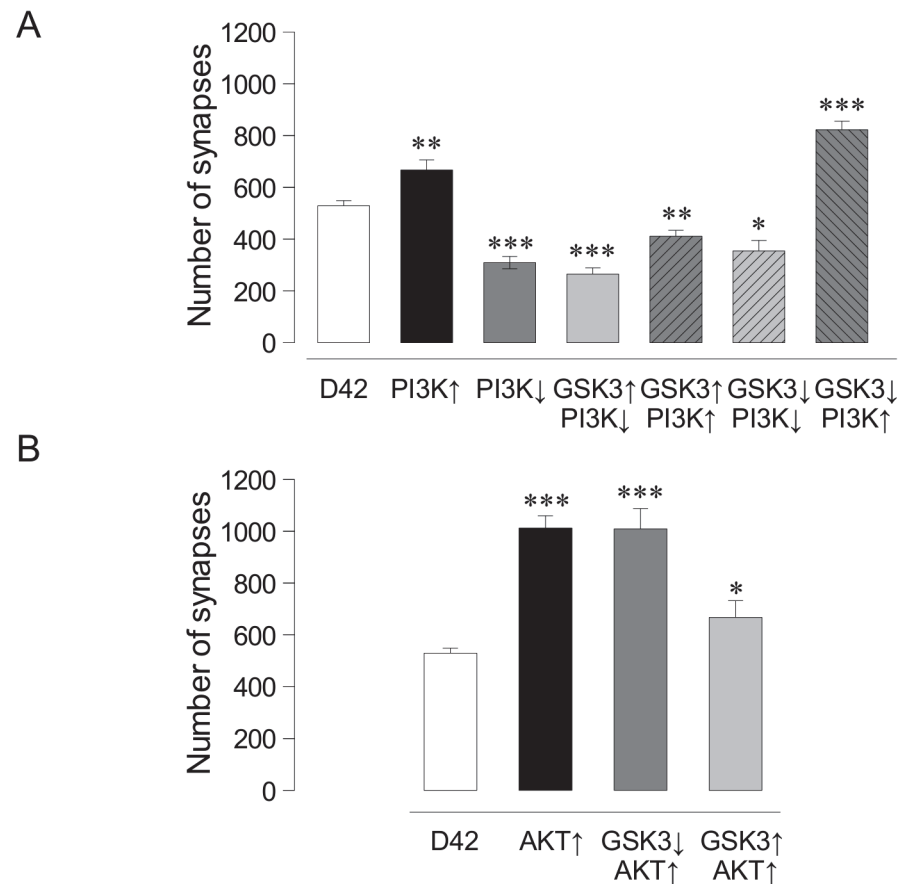 A
Number of synapses
1200
1000
800
600
400
200
0
**
***
***
**
*
***
D42 PI3K↑ PI3K↓ GSK3↑ GSK3↑ GSK3↓ GSK3↓
PI3K↓ PI3K↑ PI3K↓ PI3K↑
B
Number of synapses
1200
1000
800
600
400
200
0
***
***
*
D42 AKT↑ GSK3↓ GSK3↑
AKT↑ AKT↑